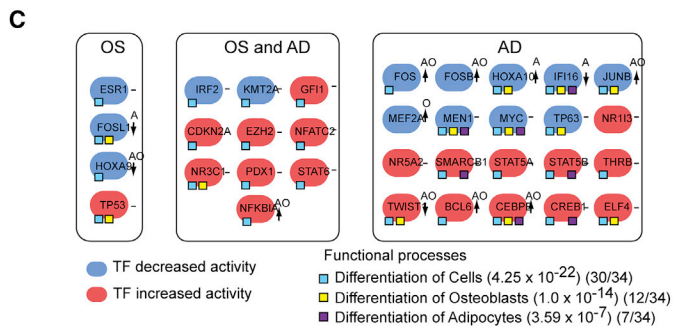 C
OS
OS and AD
AD
ESR1 -
A
FOSL1
AO
HOXA9
TP53 -
IRF2 - KMT2A - GFI1 -
CDKN2A - EZH2 - NFATC2 -
NR3C1 - PDX1 - STAT6 -
AO
NFKBIA
AO AO A A AO
FOS FOSB HOXA10 IFI16 JUNB
O
MEF2A MEN1 - MYC - TP63 - NR1I3 -
NR5A2 - SMARCB1 - STAT5A - STAT5B - THRB -
AO AO AO
TWIST1 BCL6 CEBPB CREB1 - ELF4 -
TF decreased activity
TF increased activity
Functional processes
Differentiation of Cells (4.25 x 10-22) (30/34)
Differentiation of Osteoblasts (1.0 x 10-14) (12/34)
Differentiation of Adipocytes (3.59 x 10-7) (7/34)